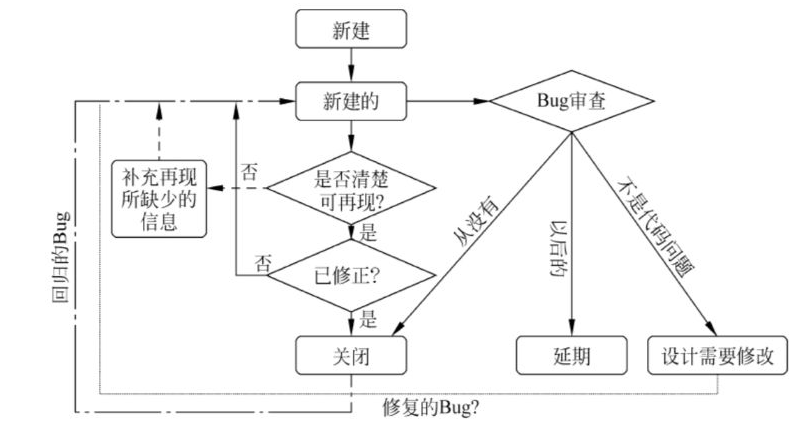 新建
新建的
Bug审查
补充再现
所缺少的
信息
否
是否清楚
可再现?
是
否
已修正?
是
从没有
以后的
不是代码问题
回归的Bug
关闭
延期
设计需要修改
修复的Bug?